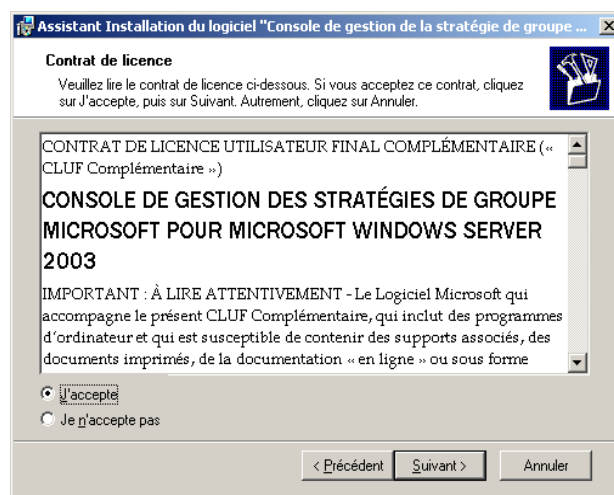 Assistant Installation du logiciel "Console de gestion de la stratégie de groupe ...
Contrat de licence
Veuillez lire le contrat de licence ci-dessous. Si vous acceptez ce contrat, cliquez
sur J'accepte, puis sur Suivant. Autrement, cliquez sur Annuler.
CONTRAT DE LICENCE UTILISATEUR FINAL COMPLÉMENTAIRE («
CLUF Complémentaire »)
CONSOLE DE GESTION DES STRATÉGIES DE GROUPE
MICROSOFT POUR MICROSOFT WINDOWS SERVER
2003
IMPORTANT : À LIRE ATTENTIVEMENT - Le Logiciel Microsoft qui
accompagne le présent CLUF Complémentaire, qui inclut des programmes
d'ordinateur et qui est susceptible de contenir des supports associés, des
documents imprimés, de la documentation « en ligne » ou sous forme
J'accepte
Je n'accepte pas
< Précédent Suivant > Annuler